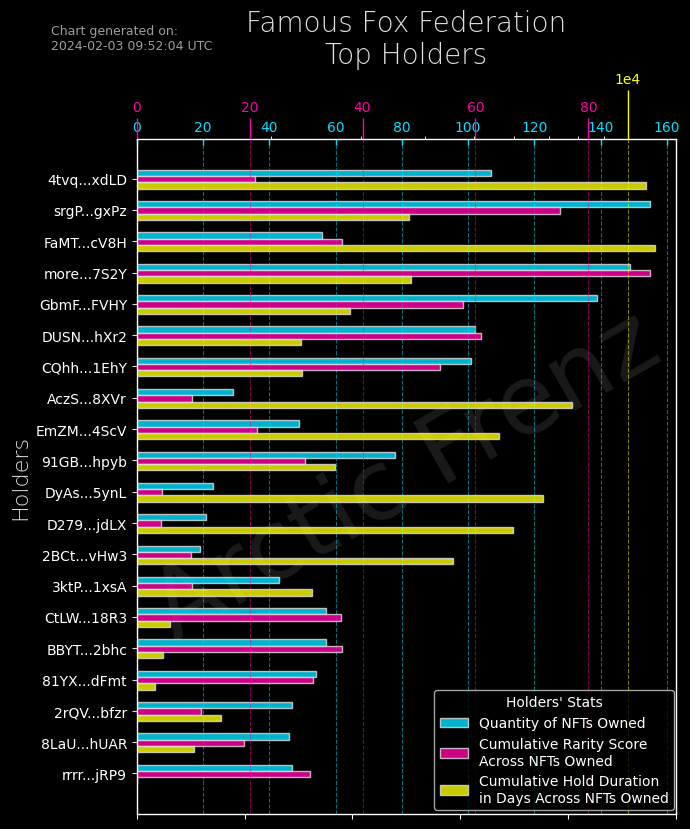 Chart generated on:
2024-02-03 09:52:04 UTC
Famous Fox Federation
Top Holders
1e4
0 20 40 60 80
0 20 40 60 80 100 120 140 160
4tvq...xdLD
srgP...gxPz
FaMT...cV8H
more...7S2Y
GbmF...FVHY
DUSN...hXr2
CQhh...1EhY
AczS...8XVr
EmZM...4ScV
91GB...hpyb
DyAs...5ynL
D279...jdLX
2BCt...vHw3
3ktP...1xsA
CtLW...18R3
BBYT...2bhc
81YX...dFmt
2rQV...bfzr
8LaU...hUAR
rrrr...jRP9
Holders
Arctic Frenz
Holders' Stats
Quantity of NFTs Owned
Cumulative Rarity Score
Across NFTs Owned
Cumulative Hold Duration
in Days Across NFTs Owned